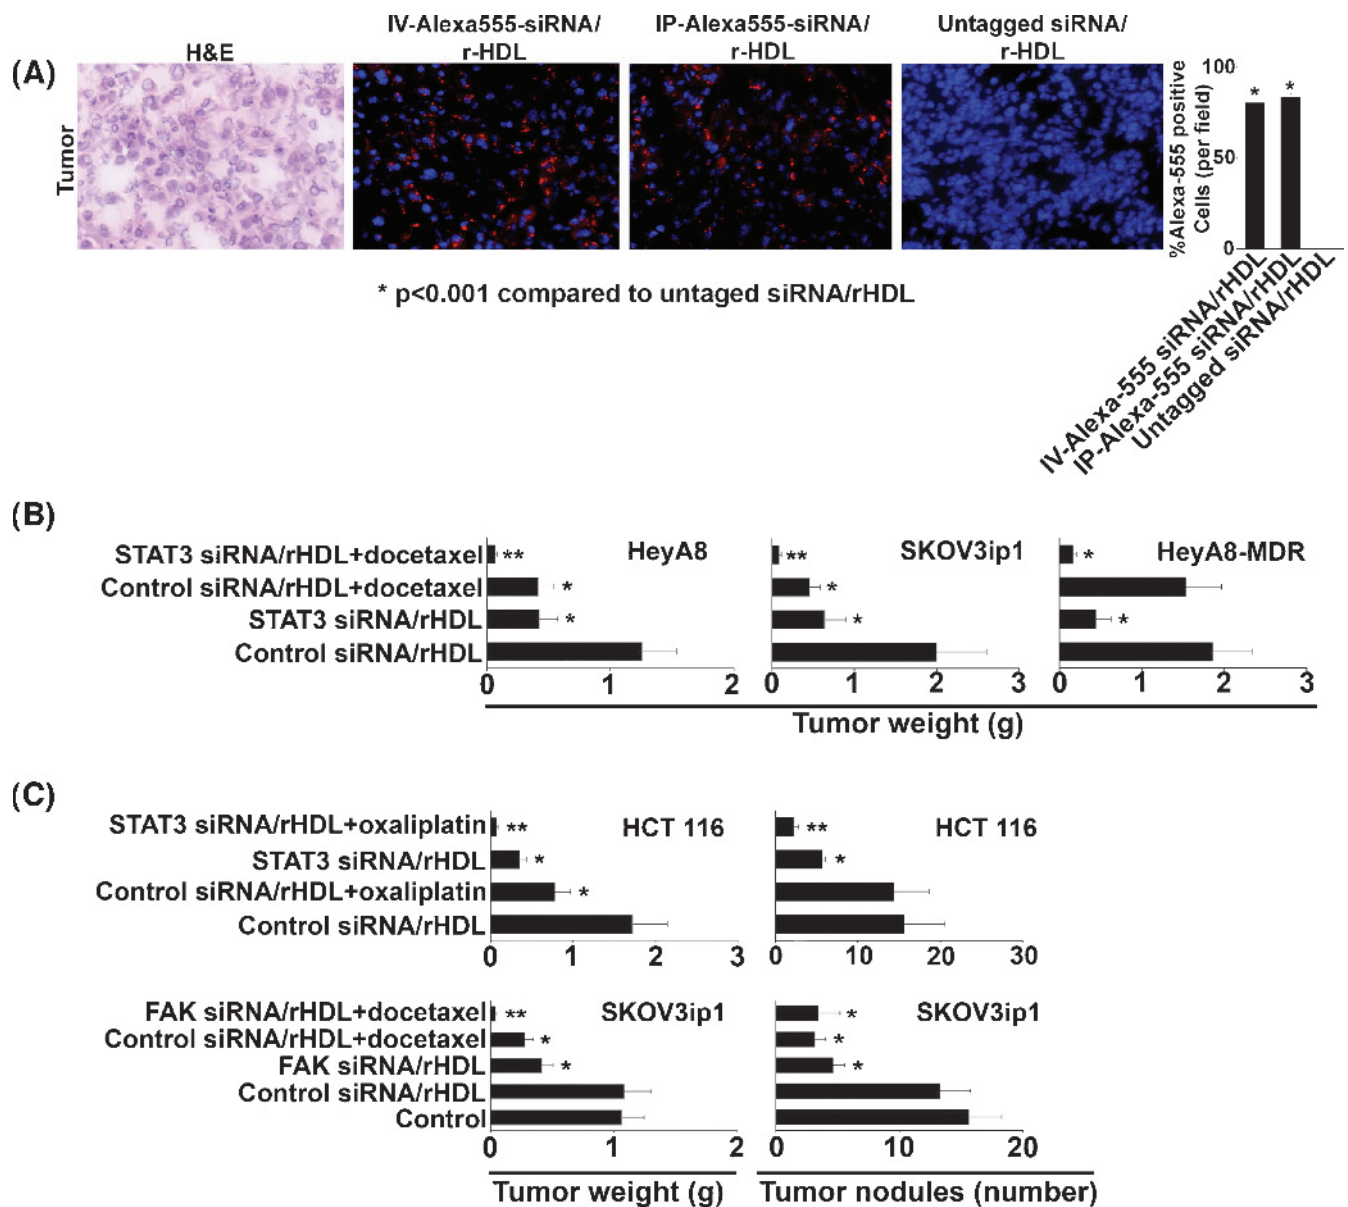 (A)
H&E
IV-Alexa555-siRNA/
r-HDL
IP-Alexa555-siRNA/
r-HDL
Untagged siRNA/
r-HDL
Tumor
%Alexa-555 positive
Cells (per field)
100
50
0
* *
IV-Alexa-555 siRNA/rHDL
IP-Alexa-555 siRNA/rHDL
Untagged siRNA/rHDL
* p<0.001 compared to untaged siRNA/rHDL
(B)
STAT3 siRNA/rHDL+docetaxel
Control siRNA/rHDL+docetaxel
STAT3 siRNA/rHDL
Control siRNA/rHDL
HeyA8
**
*
*
0 1 2
SKOV3ip1
**
*
*
0 1 2 3
HeyA8-MDR
*
*
0 1 2 3
Tumor weight (g)
(C)
STAT3 siRNA/rHDL+oxaliplatin
STAT3 siRNA/rHDL
Control siRNA/rHDL+oxaliplatin
Control siRNA/rHDL
HCT 116
**
*
*
0 1 2 3
HCT 116
**
*
0 10 20 30
FAK siRNA/rHDL+docetaxel
Control siRNA/rHDL+docetaxel
FAK siRNA/rHDL
Control siRNA/rHDL
Control
SKOV3ip1
**
*
*
0 1 2
Tumor weight (g)
SKOV3ip1
*
*
*
0 10 20
Tumor nodules (number)